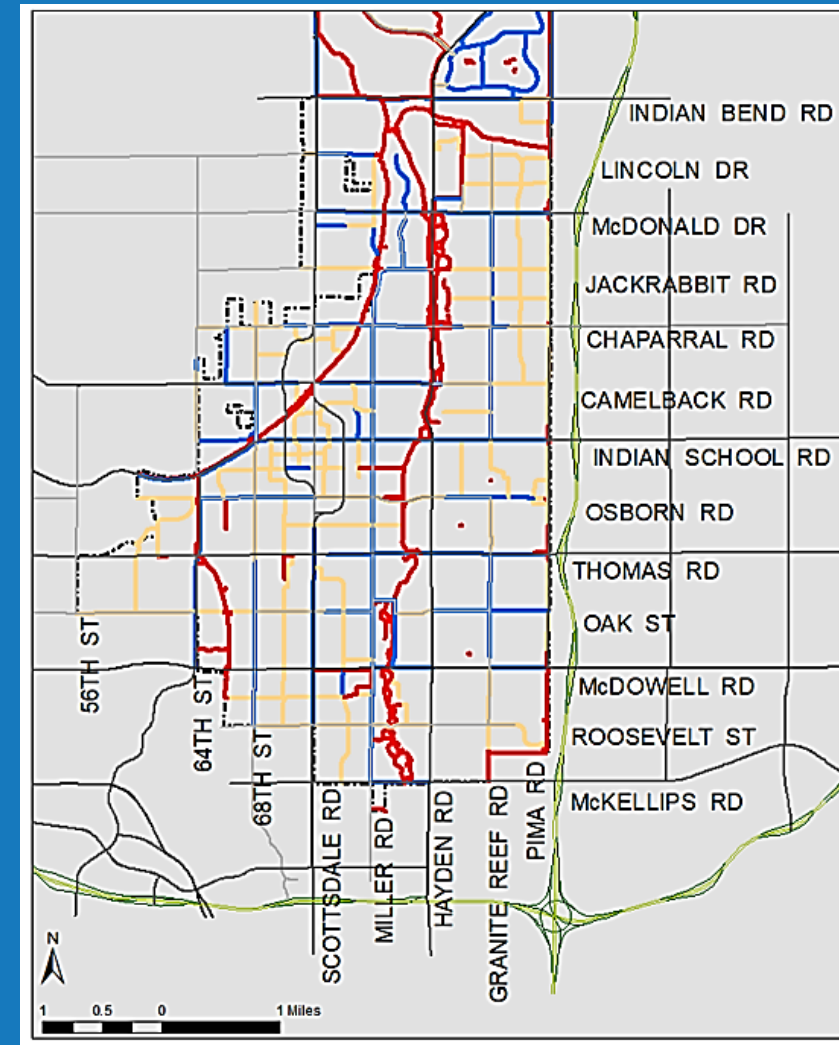 INDIAN BEND RD
LINCOLN DR
McDONALD DR
JACKRABBIT RD
CHAPARRAL RD
CAMELBACK RD
INDIAN SCHOOL RD
OSBORN RD
THOMAS RD
OAK ST
McDOWELL RD
ROOSEVELT ST
McKELLIPS RD
56TH ST
64TH ST
68TH ST
SCOTTSDALE RD
MILLER RD
HAYDEN RD
GRANITE REEF RD
PIMA RD
N
1 0.5 0 1 Miles